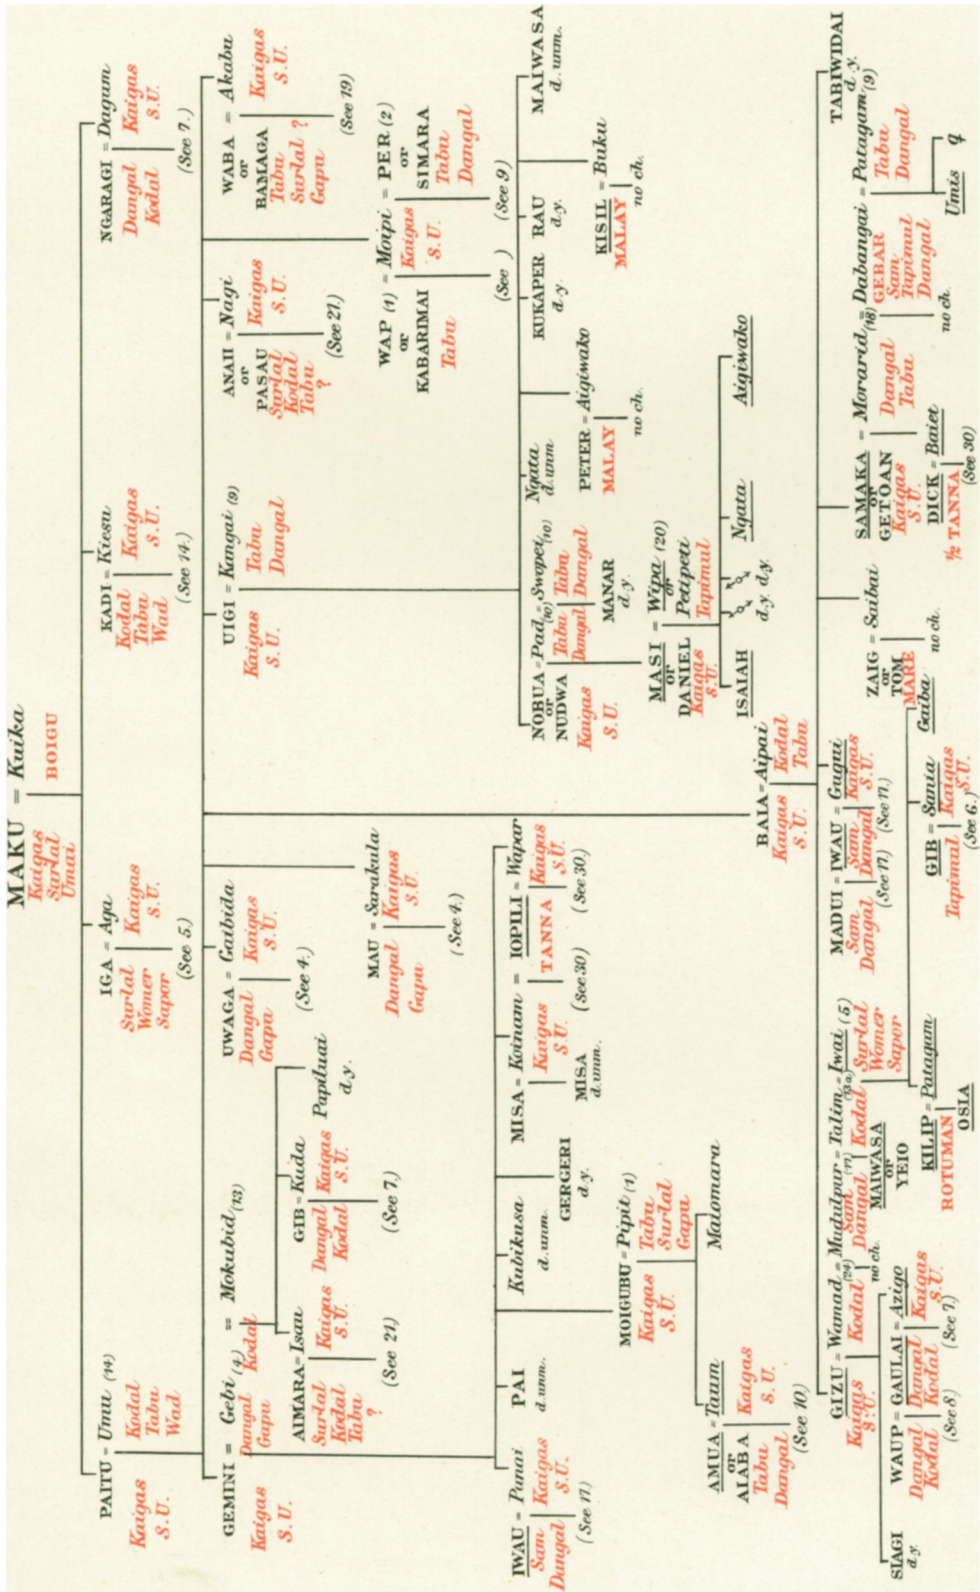 MAKU = Kuika
Kaigas
Surlal
Umai
BOIGU
PAITU = Umu (14)
Kaigas
S.U.
Kodal
Tabu
Wad
IGA = Aga
Surlal
Womer
Saper
Kaigas
S.U.
(See 5.)
KADI = Kiesu
Kodal
Tabu
Wad
Kaigas
S.U.
(See 14.)
NGARAGI = Dagam
Dangal
Kodal
Kaigas
S.U.
(See 7.)
GEMINI = Gebi (4) = Mokubid (13)
Kaigas
S.U.
Dangal
Gapu
Kodal
UWAGA = Gaibida
Dangal
Gapu
Kaigas
S.U.
(See 4.)
UIGI = Kangai (9)
Kaigas
S.U.
Tabu
Dangal
ANAII = Nagi
or
PASAU
Surlal
Kodal
Tabu
?
Kaigas
S.U.
(See 21.)
WABA = Akabu
or
BAMAGA
Tabu
Surlal
Gapu
?
Kaigas
S.U.
(See 19)
AIMARA = Isau
Surlal
Kodal
Tabu
?
Kaigas
S.U.
(See 21)
GIB = Kuda
Dangal
Kodal
Kaigas
S.U.
(See 7.)
Papiluai
d.y.
MAU = Sarakula
Dangal
Gapu
Kaigas
S.U.
(See 4.)
WAP (1) = Moipi = PER (2)
or
KABARIMAI
Tabu
Kaigas
S.U.
or
SIMARA
Tabu
Dangal
(See )
(See 9)
IWAU = Panai
Sam
Dangal
Kaigas
S.U.
(See 17)
PAI
d.unm.
Kubikusa
d.unm.
GERGERI
d.y.
MISA = Koinam = IOPILI = Wapar
Kaigas
S.U.
TANNA
Kaigas
S.U.
MISA
d.unm.
(See 30)
(See 30.)
NOBUA = Pad (10) = Swopei (10)
or
NUDWA
Kaigas
S.U.
Tabu
Dangal
Tabu
Dangal
MANAR
d.y.
Ngata
d.unm
PETER = Aigiwako
MALAY
no ch.
KUKAPER
d.y
RAU
d.y.
KISIL = Buku
MALAY
no ch.
MAIWASA
d. unm.
MOIGUBU = Pipit (1)
Kaigas
S.U.
Tabu
Surlal
Gapu
MASI = Wipa (20)
or
DANIEL
Kaigas
S.U.
or
Petipeti
Tapimul
AMUA = Taum
or
AIABA
Tabu
Dangal
Kaigas
S.U.
(See 10.)
Maiomara
ISAIAH
d.y.
d.y.
Ngata
Aigiwako
BALA = Aipai
Kaigas
S.U.
Kodal
Tabu
GIZU = Wamad (24) = Mudulpur (17) = Talim (13a) = Iwai (5)
Kaigas
S.U.
Kodal
no ch.
Sam
Dangal
Kodal
Surlal
Womer
Sapor
MAIWASA
or
YEIO
MADUI = IWAU = Gugui
Sam
Dangal
Sam
Dangal
Kaigas
S.U.
(See 17.)
(See 17.)
ZAIG = Saibai
or
TOM
MARE
no ch.
SAMAKA = Morarid (18) = Dabangai = Patagam (9)
or
GETOAN
Kaigas
S.U.
Dangal
Tabu
GEBAR
Sam
Tapimul
Dangal
no ch.
Tabu
Dangal
TABIWIDAI
d.y.
SIAGI
d.y.
WAUP = GAULAI = Azigo
Dangal
Kodal
Dangal
Kodal
Kaigas
S.U.
(See 8)
(See 7.)
KILIP = Patagam
ROTUMAN
OSIA
GIB = Sania
Tapimul
Kaigas
S.U.
(See 6.)
Gaiba
DICK = Baiet
½ TANNA
(See 30)
Umis